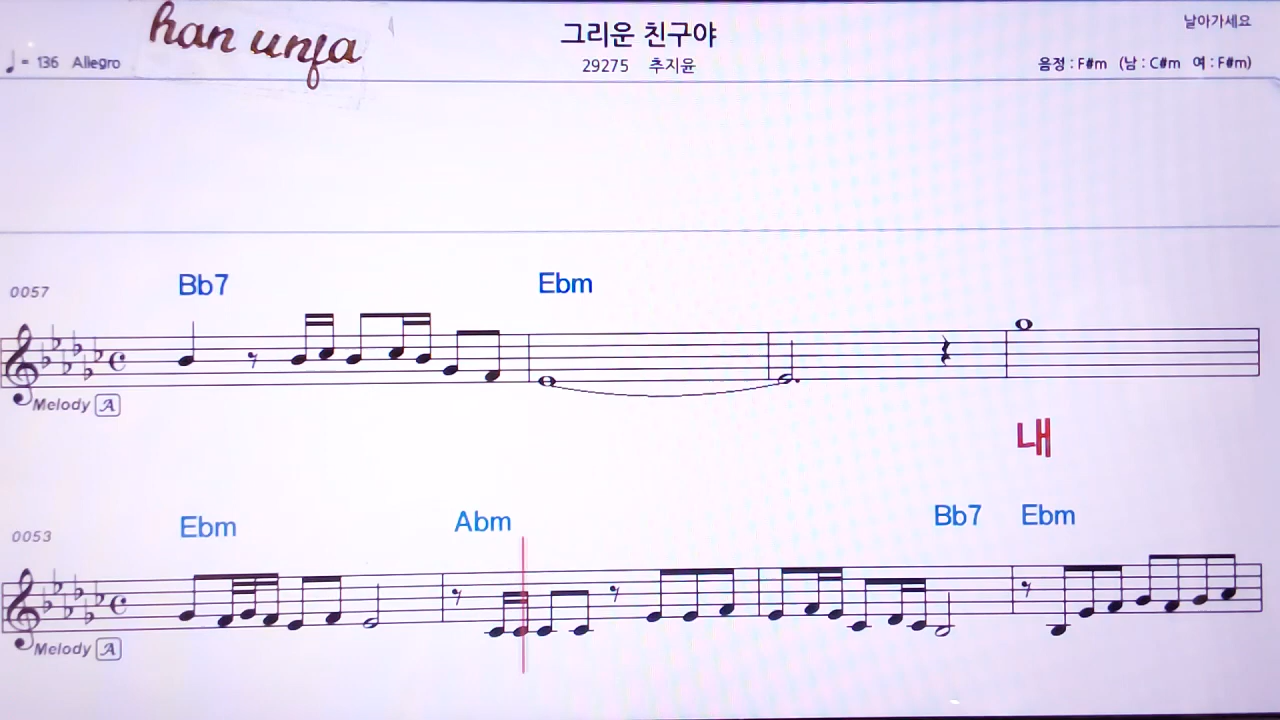 han unfa
그리운 친구야
날아가세요
♩= 136 Allegro
29275 추지윤
음정 : F#m (남 : C#m 여 : F#m)
Bb7 Ebm
0057
Melody A
내
Ebm Abm Bb7 Ebm
0053
Melody A